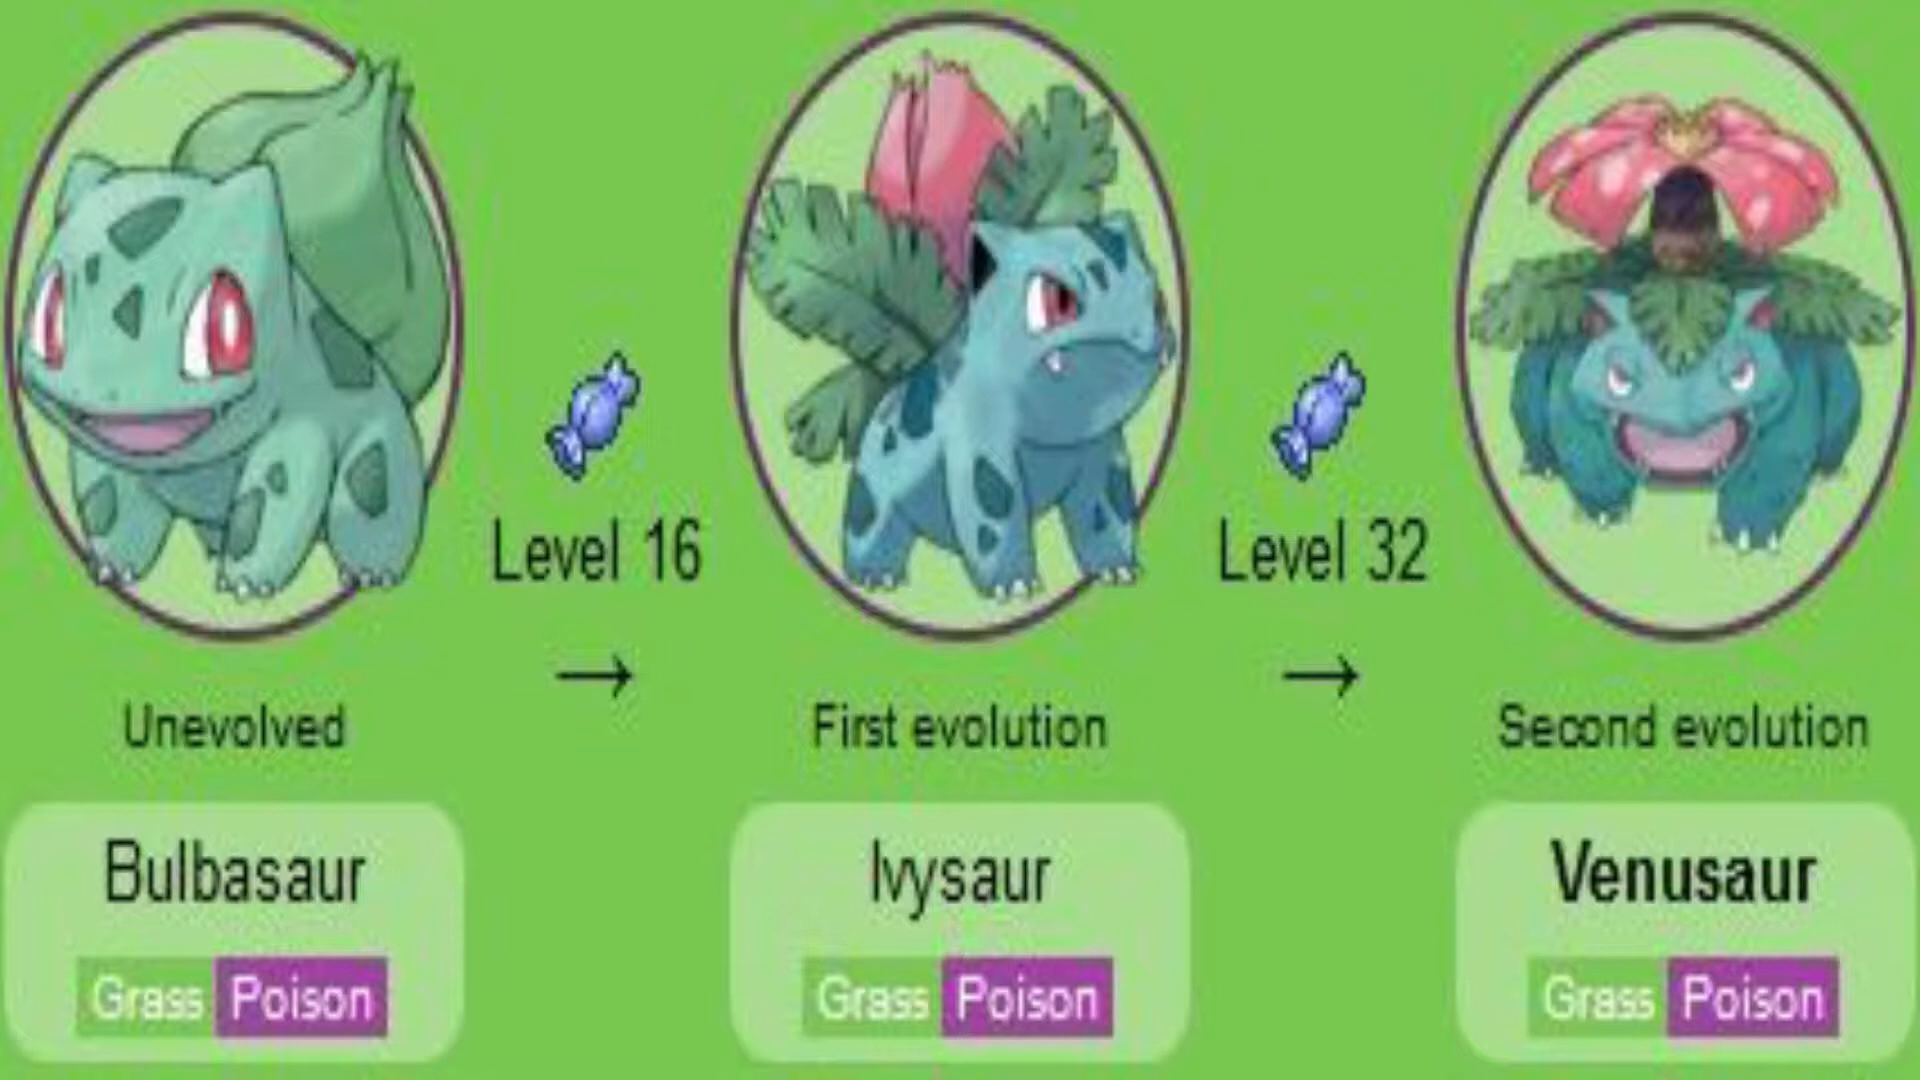 Level 16
→
Level 32
→
Unevolved
First evolution
Second evolution
Bulbasaur
Ivysaur
Venusaur
Grass Poison
Grass Poison
Grass Poison